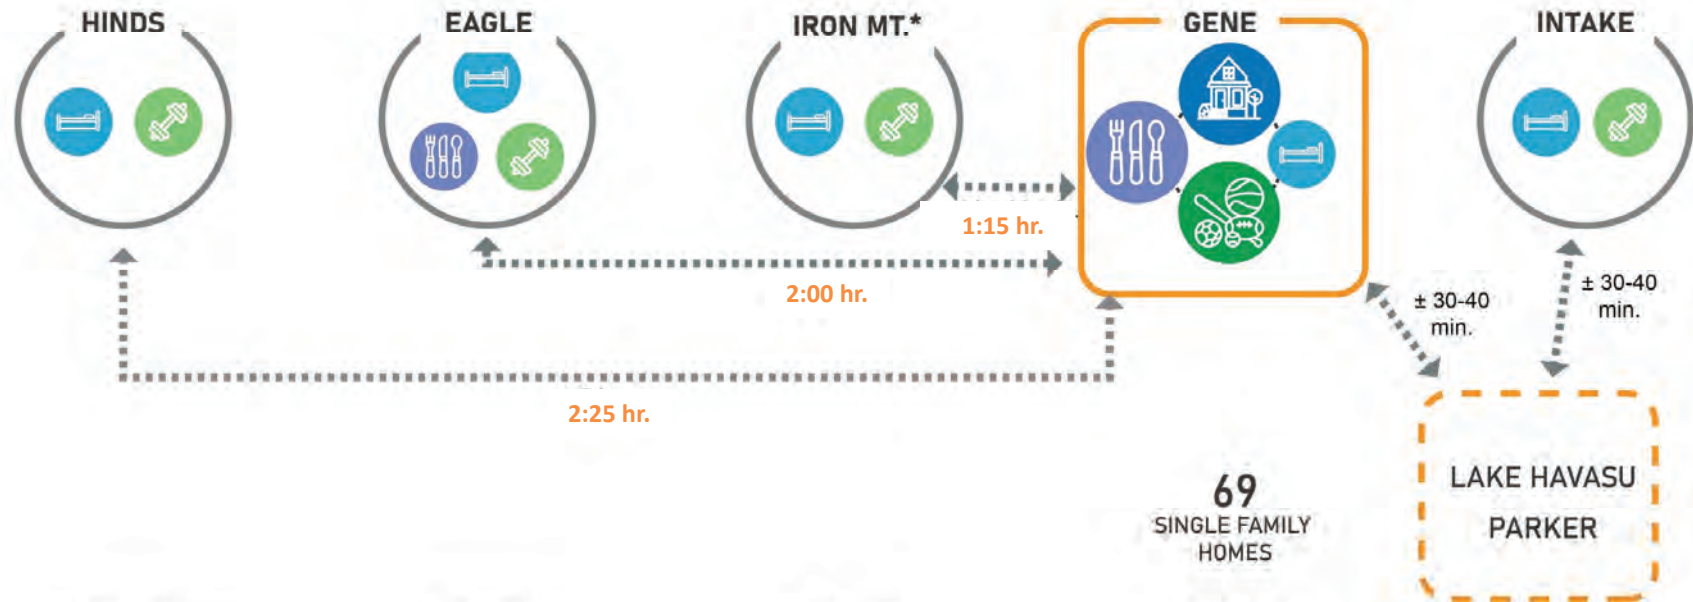 HINDS
EAGLE
IRON MT.*
GENE
INTAKE
1:15 hr.
2:00 hr.
± 30-40
min.
± 30-40
min.
2:25 hr.
69
SINGLE FAMILY
HOMES
LAKE HAVASU
PARKER